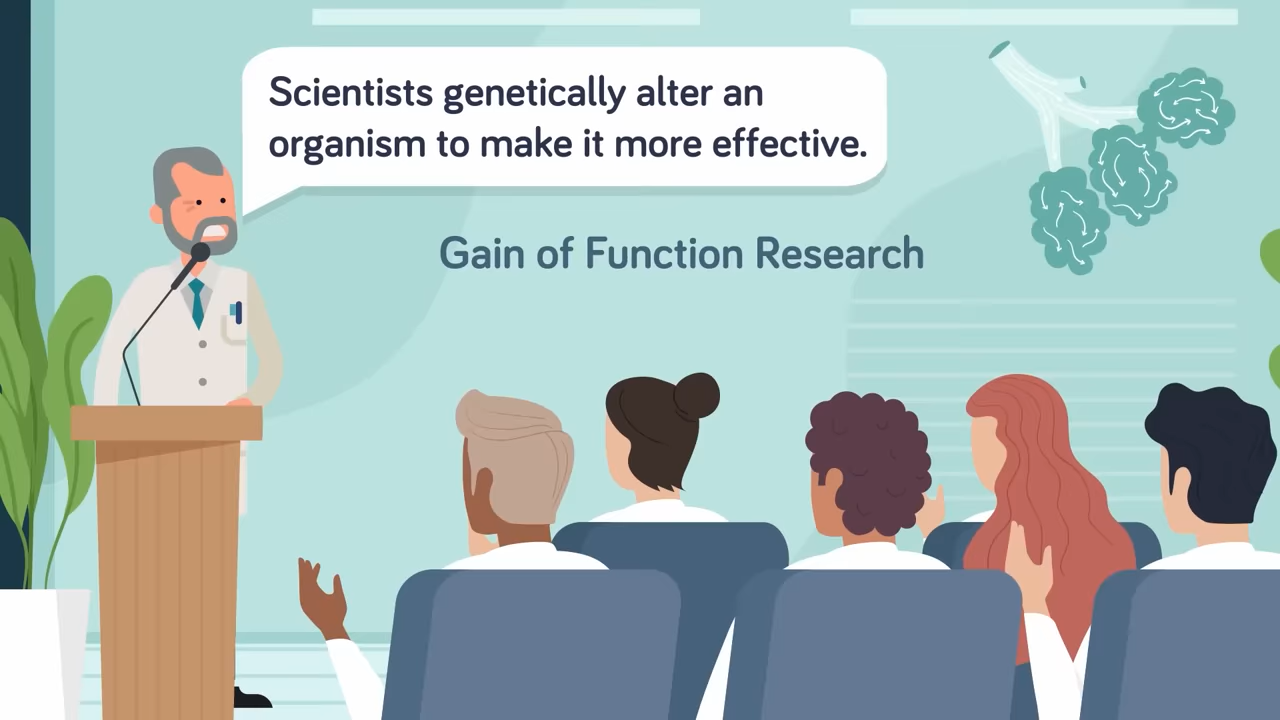 Scientists genetically alter an
organism to make it more effective.
Gain of Function Research